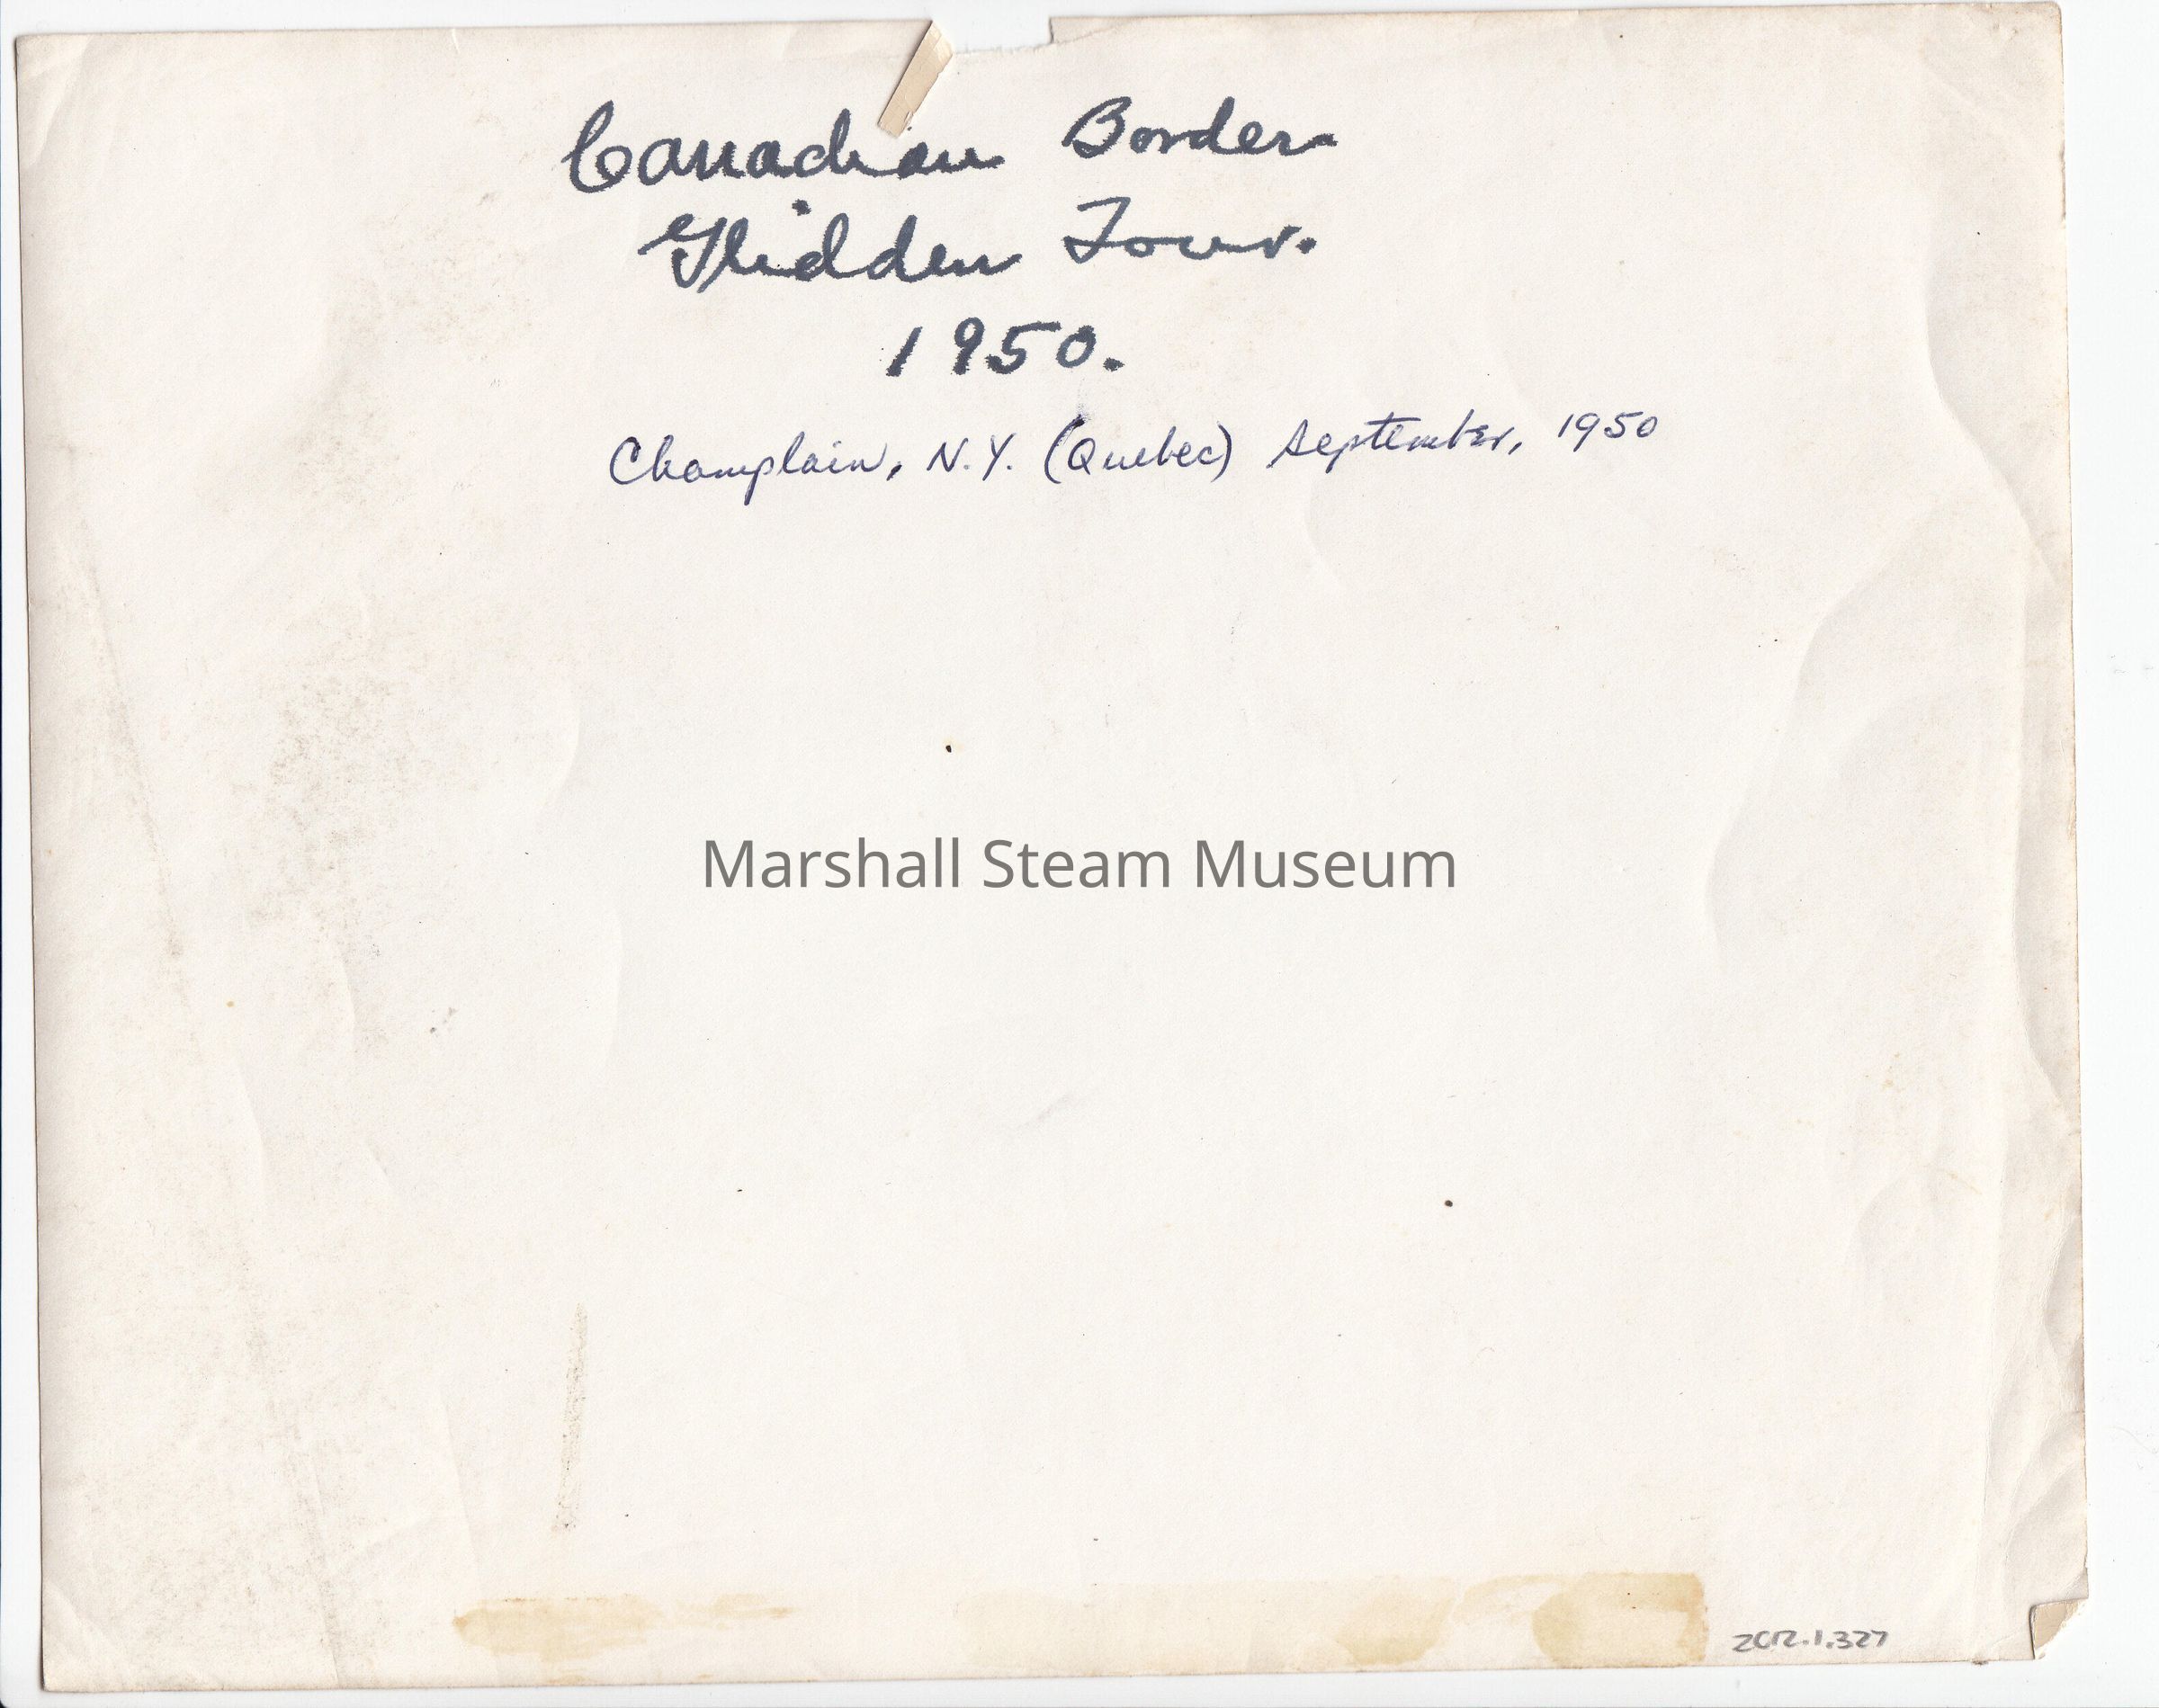 Canadian Border
Glidden Tour.
1950.
Champlain, N.Y. (Quebec) September, 1950
Marshall Steam Museum
2012.1.327